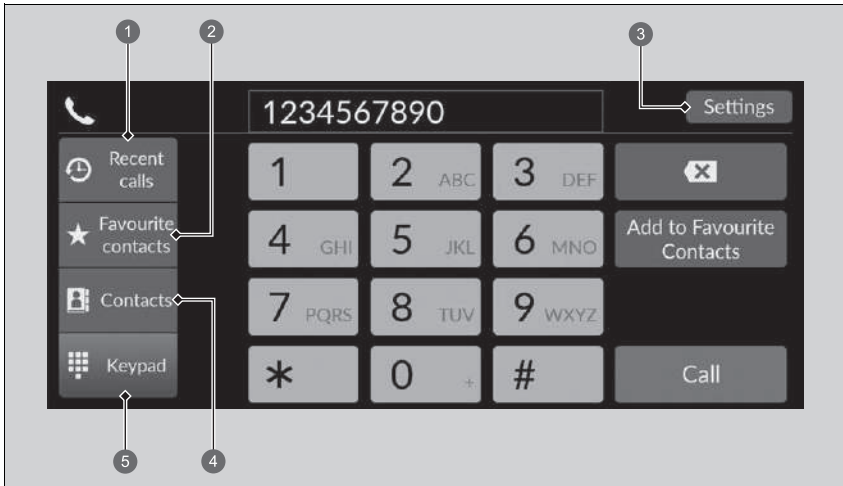 1
2
3
1234567890
Settings
Recent
calls
1
2 ABC
3 DEF
Favourite
contacts
4 GHI
5 JKL
6 MNO
Add to Favourite
Contacts
Contacts
7 PQRS
8 TUV
9 WXYZ
Keypad
*
0 +
#
Call
5
4